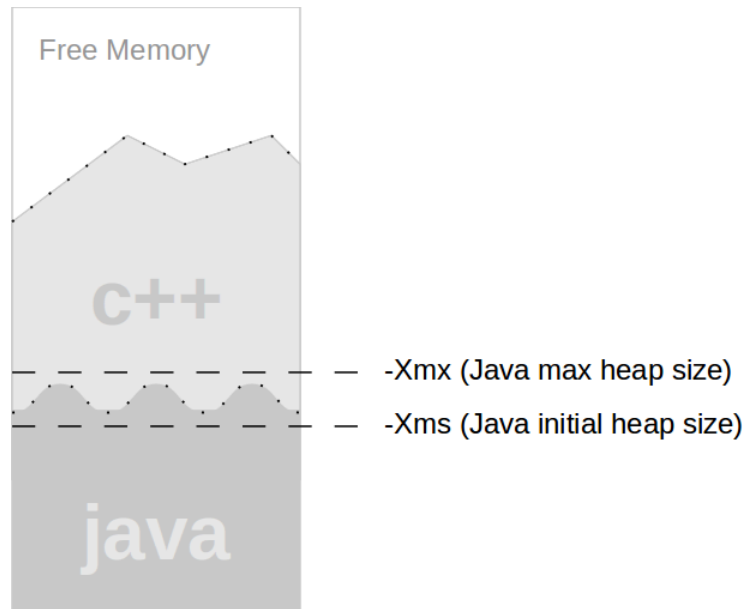 Free Memory
c++
-Xmx (Java max heap size)
-Xms (Java initial heap size)
java